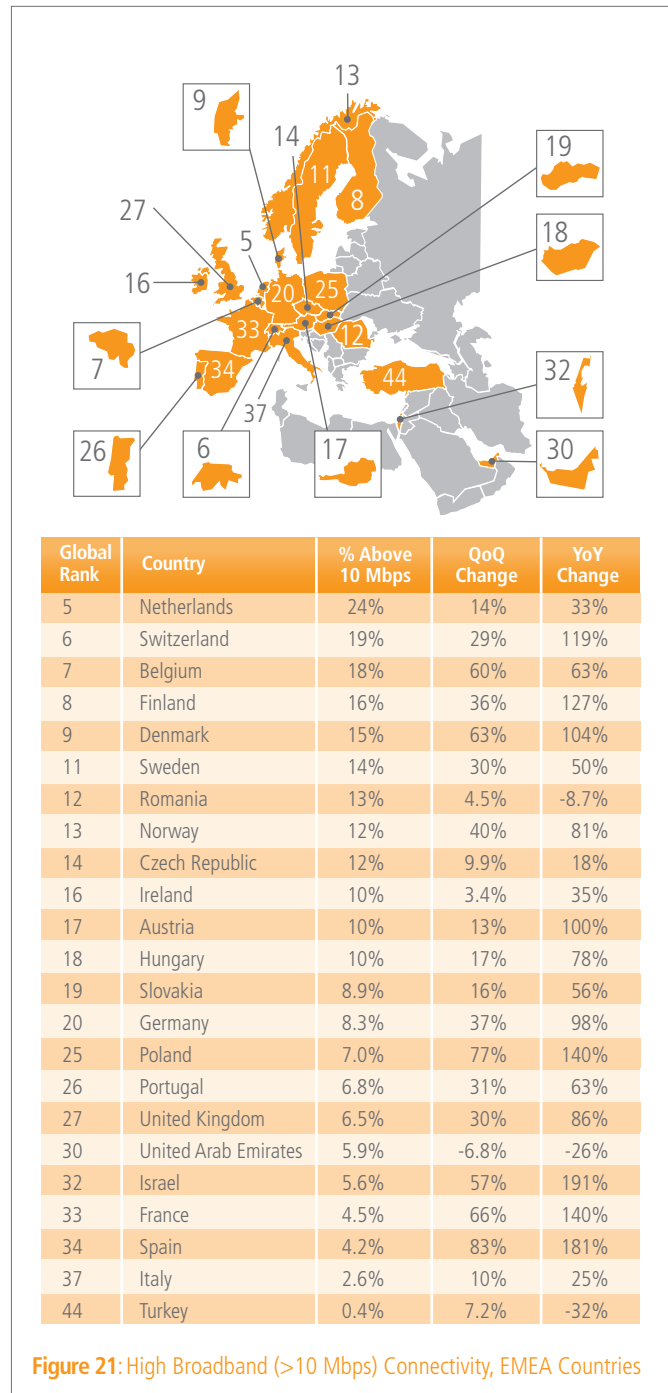 13
9
14
19
11
8
27
18
5
16
20
25
33
12
7
34
44
32
37
26
6
17
30
Global Rank Country % Above 10 Mbps QoQ Change YoY Change
5 Netherlands 24% 14% 33%
6 Switzerland 19% 29% 119%
7 Belgium 18% 60% 63%
8 Finland 16% 36% 127%
9 Denmark 15% 63% 104%
11 Sweden 14% 30% 50%
12 Romania 13% 4.5% -8.7%
13 Norway 12% 40% 81%
14 Czech Republic 12% 9.9% 18%
16 Ireland 10% 3.4% 35%
17 Austria 10% 13% 100%
18 Hungary 10% 17% 78%
19 Slovakia 8.9% 16% 56%
20 Germany 8.3% 37% 98%
25 Poland 7.0% 77% 140%
26 Portugal 6.8% 31% 63%
27 United Kingdom 6.5% 30% 86%
30 United Arab Emirates 5.9% -6.8% -26%
32 Israel 5.6% 57% 191%
33 France 4.5% 66% 140%
34 Spain 4.2% 83% 181%
37 Italy 2.6% 10% 25%
44 Turkey 0.4% 7.2% -32%
Figure 21: High Broadband (>10 Mbps) Connectivity, EMEA Countries